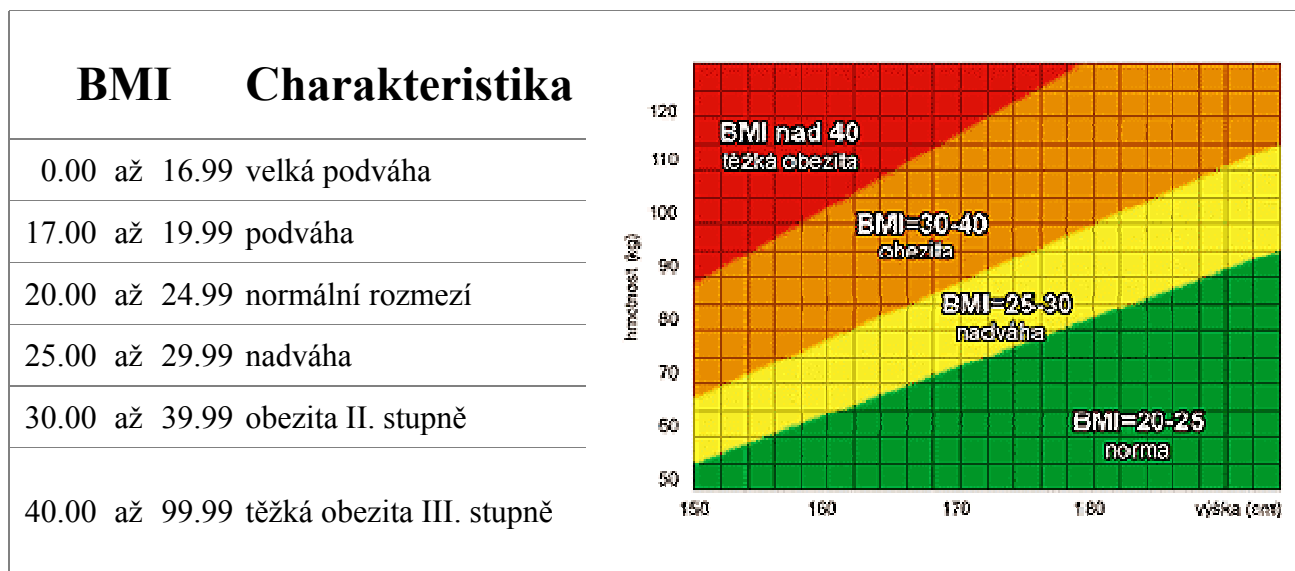 BMI Charakteristika
0.00 až 16.99 velká podváha
17.00 až 19.99 podváha
20.00 až 24.99 normální rozmezí
25.00 až 29.99 nadváha
30.00 až 39.99 obezita II. stupně
40.00 až 99.99 těžká obezita III. stupně
hmotnost (kg)
120
110
100
90
80
70
60
50
BMI nad 40
těžká obezita
BMI=30-40
obezita
BMI=25-30
nadváha
BMI=20-25
norma
150 160 170 180 výška (cm)